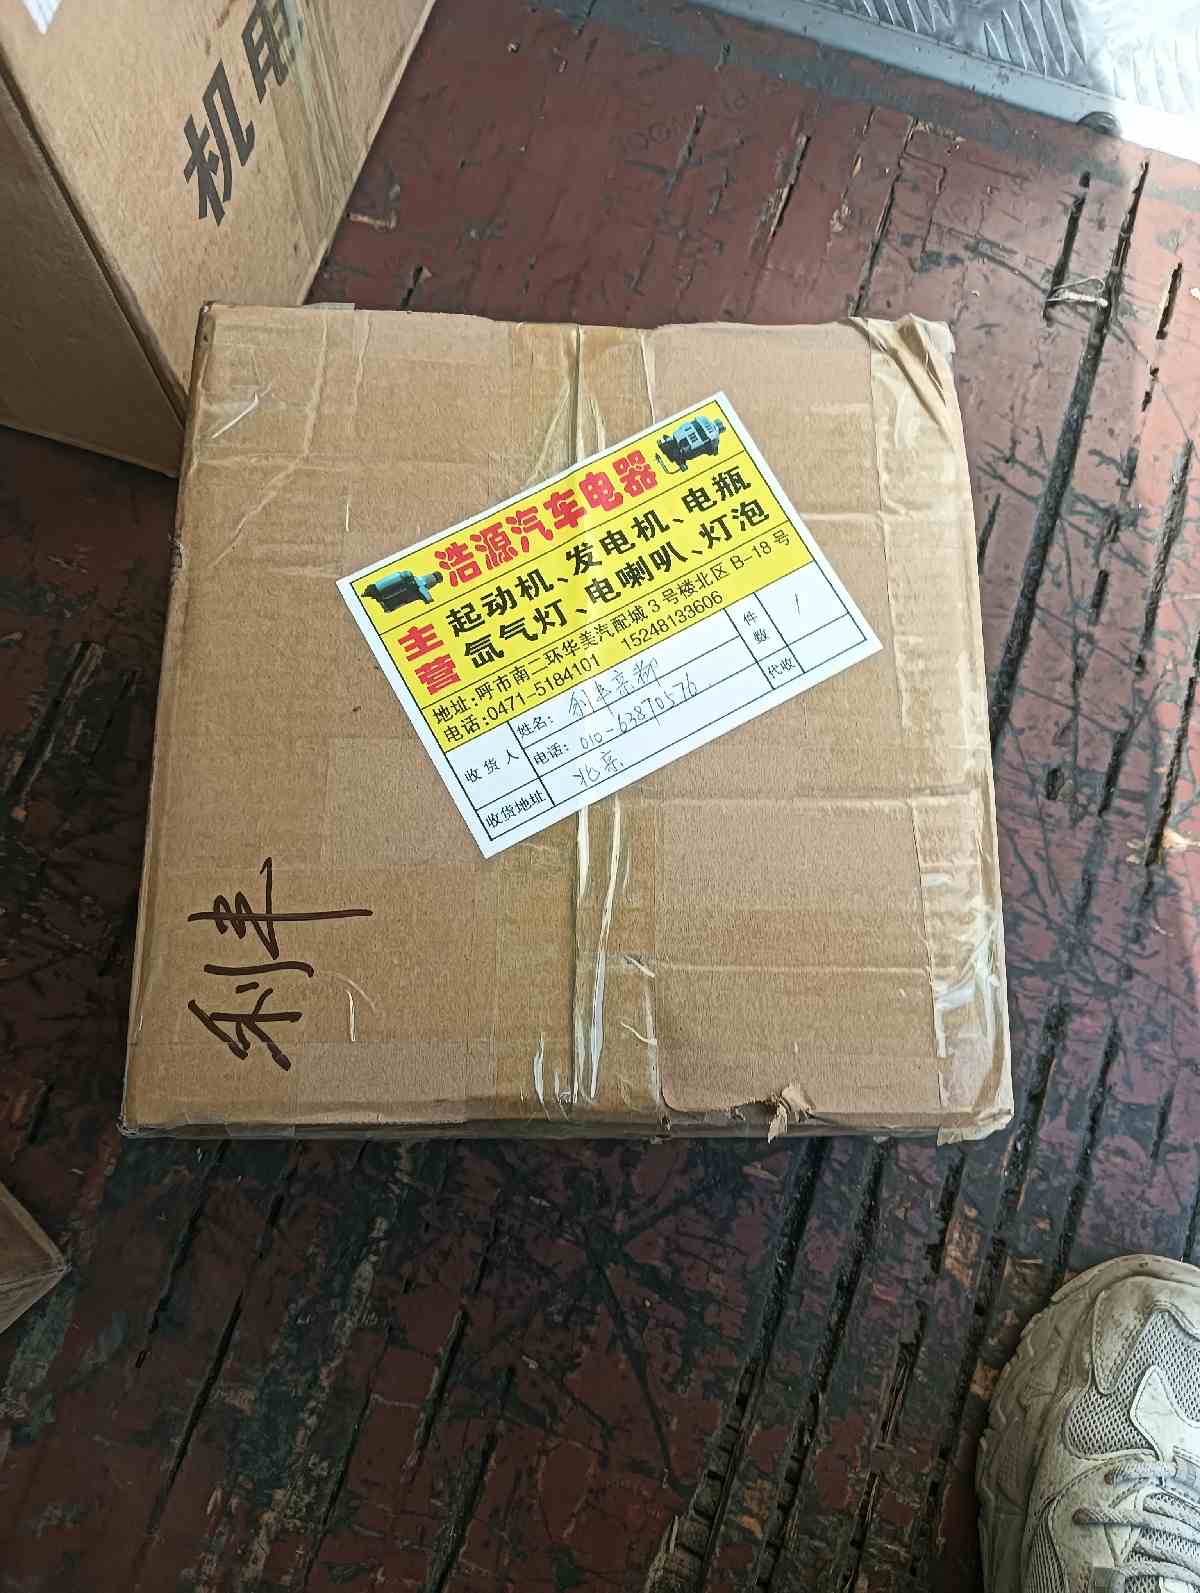 机电
浩源汽车电器
主营
起动机、发电机、电瓶
氙气灯、电喇叭、灯泡
地址:呼市南二环华美汽配城3号楼北区B-18号
电话:0471-5184101 15248133606
收货人
姓名: 利丰亮柳
电话: 010-63870576
件数 1
代收
收货地址 北京
利丰